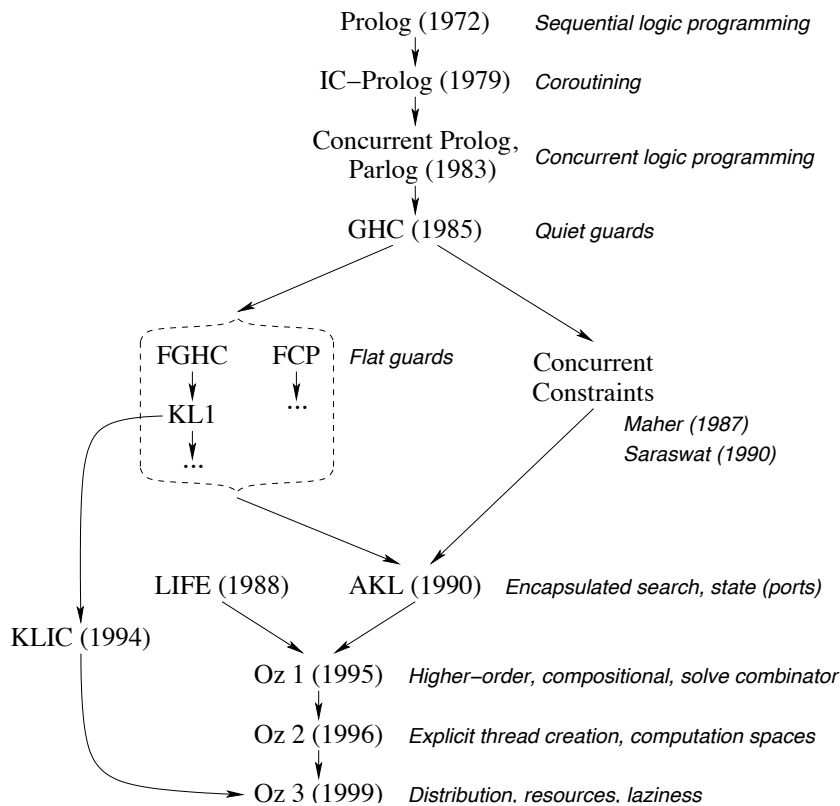 Prolog (1972) Sequential logic programming
IC–Prolog (1979) Coroutining
Concurrent Prolog,
Parlog (1983) Concurrent logic programming
GHC (1985) Quiet guards
FGHC FCP Flat guards
Concurrent
Constraints
KL1 ...
Maher (1987)
Saraswat (1990)
...
LIFE (1988) AKL (1990) Encapsulated search, state (ports)
KLIC (1994)
Oz 1 (1995) Higher–order, compositional, solve combinator
Oz 2 (1996) Explicit thread creation, computation spaces
Oz 3 (1999) Distribution, resources, laziness